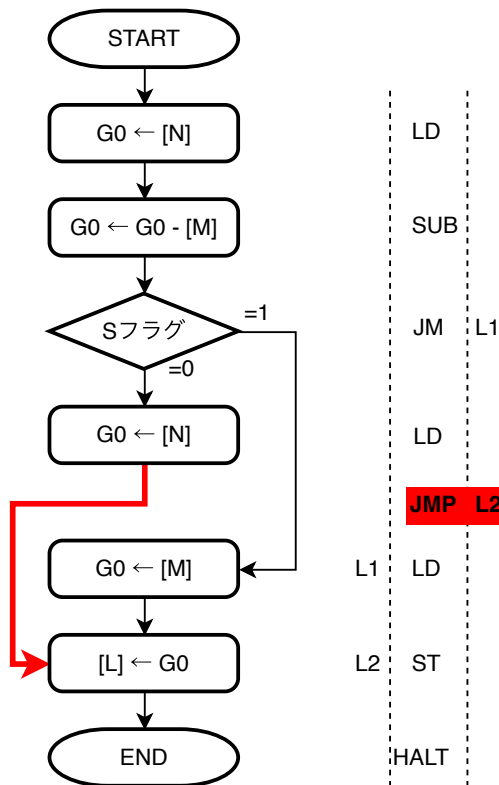 START
G0 ← [N]
LD
G0 ← G0 - [M]
SUB
Sフラグ
=1
=0
JM L1
G0 ← [N]
LD
JMP L2
G0 ← [M]
L1 LD
[L] ← G0
L2 ST
END
HALT